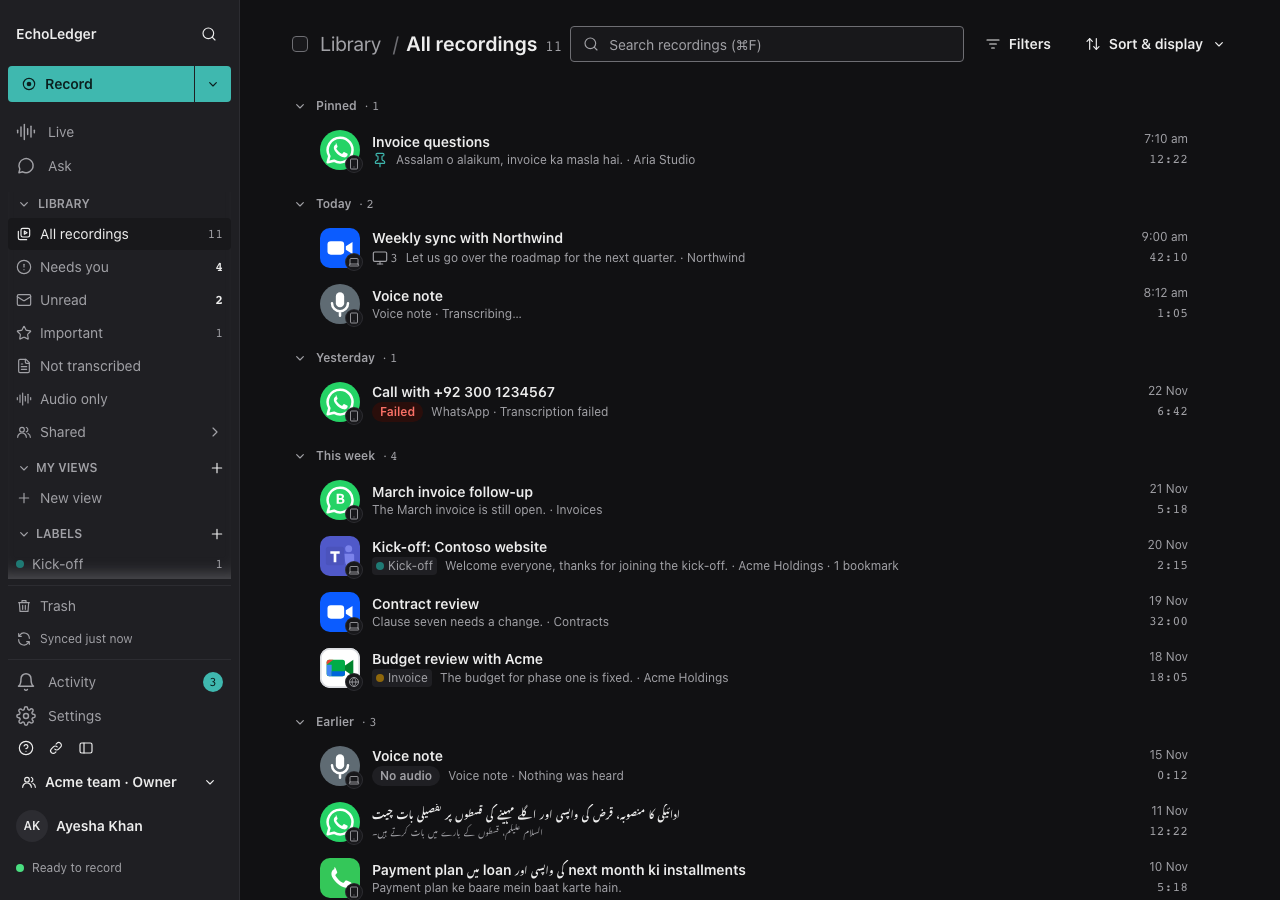 EchoLedger
Record
Live
Ask
LIBRARY
All recordings 11
Needs you 4
Unread 2
Important 1
Not transcribed
Audio only
Shared
MY VIEWS
New view
LABELS
Kick-off 1
Trash
Synced just now
Activity 3
Settings
Acme team · Owner
AK Ayesha Khan
Ready to record
Library / All recordings 11
Search recordings (⌘F)
Filters
Sort & display
Pinned · 1
Invoice questions 7:10 am
Assalam o alaikum, invoice ka masla hai. · Aria Studio 12:22
Today · 2
Weekly sync with Northwind 9:00 am
3 Let us go over the roadmap for the next quarter. · Northwind 42:10
Voice note 8:12 am
Voice note · Transcribing… 1:05
Yesterday · 1
Call with +92 300 1234567 22 Nov
Failed WhatsApp · Transcription failed 6:42
This week · 4
B
March invoice follow-up 21 Nov
The March invoice is still open. · Invoices 5:18
T
Kick-off: Contoso website 20 Nov
Kick-off Welcome everyone, thanks for joining the kick-off. · Acme Holdings · 1 bookmark 2:15
Contract review 19 Nov
Clause seven needs a change. · Contracts 32:00
Budget review with Acme 18 Nov
Invoice The budget for phase one is fixed. · Acme Holdings 18:05
Earlier · 3
Voice note 15 Nov
No audio Voice note · Nothing was heard 0:12
ادائیگی کا منصوبہ، قرض کی واپسی اور اگلے مہینے کی قسطوں پر تفصیلی بات چیت 11 Nov
السلام علیکم، قسطوں کے بارے میں بات کرتے ہیں۔ 12:22
Payment plan میں loan کی واپسی اور next month ki installments 10 Nov
Payment plan ke baare mein baat karte hain. 5:18